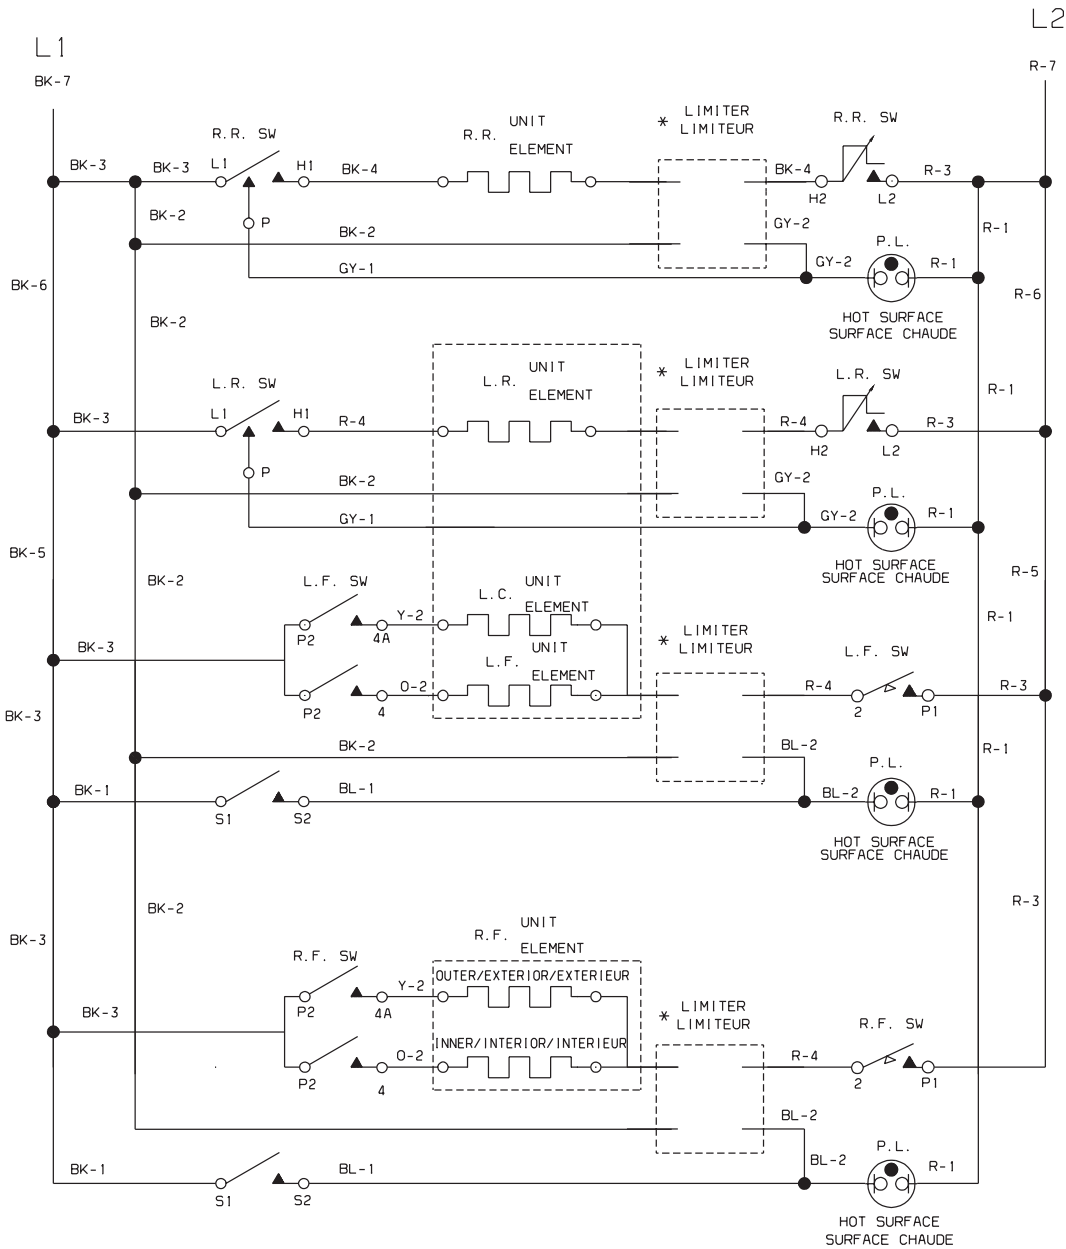 L2
L1
R-7
BK-7
UNIT
LIMITER
* LIMITEUR
R.R. SW
R.R. SW
R.R.
ELEMENT
BK-3
BK-3
L1
H1
BK-4
BK-4
R-3
H2
L2
BK-2
P
GY-2
R-1
BK-2
P.L.
GY-1
GY-2
R-1
BK-6
R-6
BK-2
HOT SURFACE
SURFACE CHAUDE
UNIT
LIMITER
* LIMITEUR
L.R. SW
L.R. SW
L.R.
ELEMENT
R-1
BK-3
L1
H1
R-4
R-4
R-3
H2
L2
P
BK-2
GY-2
P.L.
GY-1
GY-2
R-1
BK-5
HOT SURFACE
SURFACE CHAUDE
R-5
BK-2
L.F. SW
UNIT
L.C.
ELEMENT
P2
4A
Y-2
R-1
BK-3
UNIT
LIMITER
* LIMITEUR
L.F. SW
L.F.
ELEMENT
P2
4
O-2
R-4
R-3
2
P1
BK-3
BK-2
BL-2
R-1
P.L.
BK-1
BL-1
BL-2
R-1
S1
S2
HOT SURFACE
SURFACE CHAUDE
BK-2
R-3
BK-3
UNIT
R.F.
ELEMENT
R.F. SW
OUTER/EXTERIOR/EXTERIEUR
P2
4A
Y-2
BK-3
LIMITER
* LIMITEUR
R.F. SW
INNER/INTERIOR/INTERIEUR
P2
4
O-2
R-4
2
P1
BL-2
P.L.
BK-1
BL-1
BL-2
R-1
S1
S2
HOT SURFACE
SURFACE CHAUDE